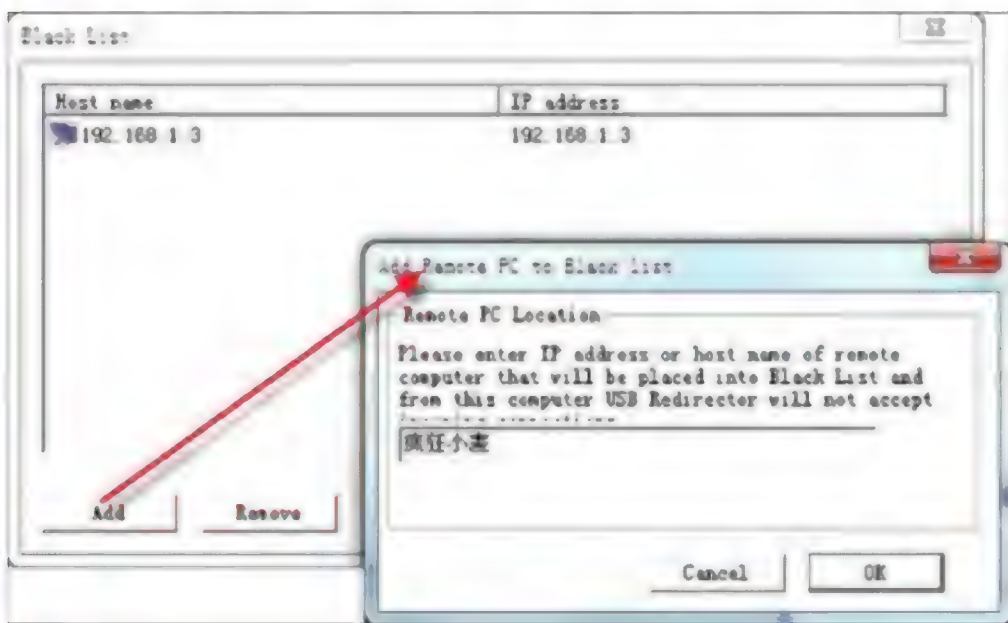 Black List
Host name IP address
192.168.1.3 192.168.1.3
Add Remote PC to Black List
Remote PC Location
Please enter IP address or host name of remote
computer that will be placed into Black List and
from this computer USB Redirector will not accept
疯狂小麦
Add Remove
Cancel OK